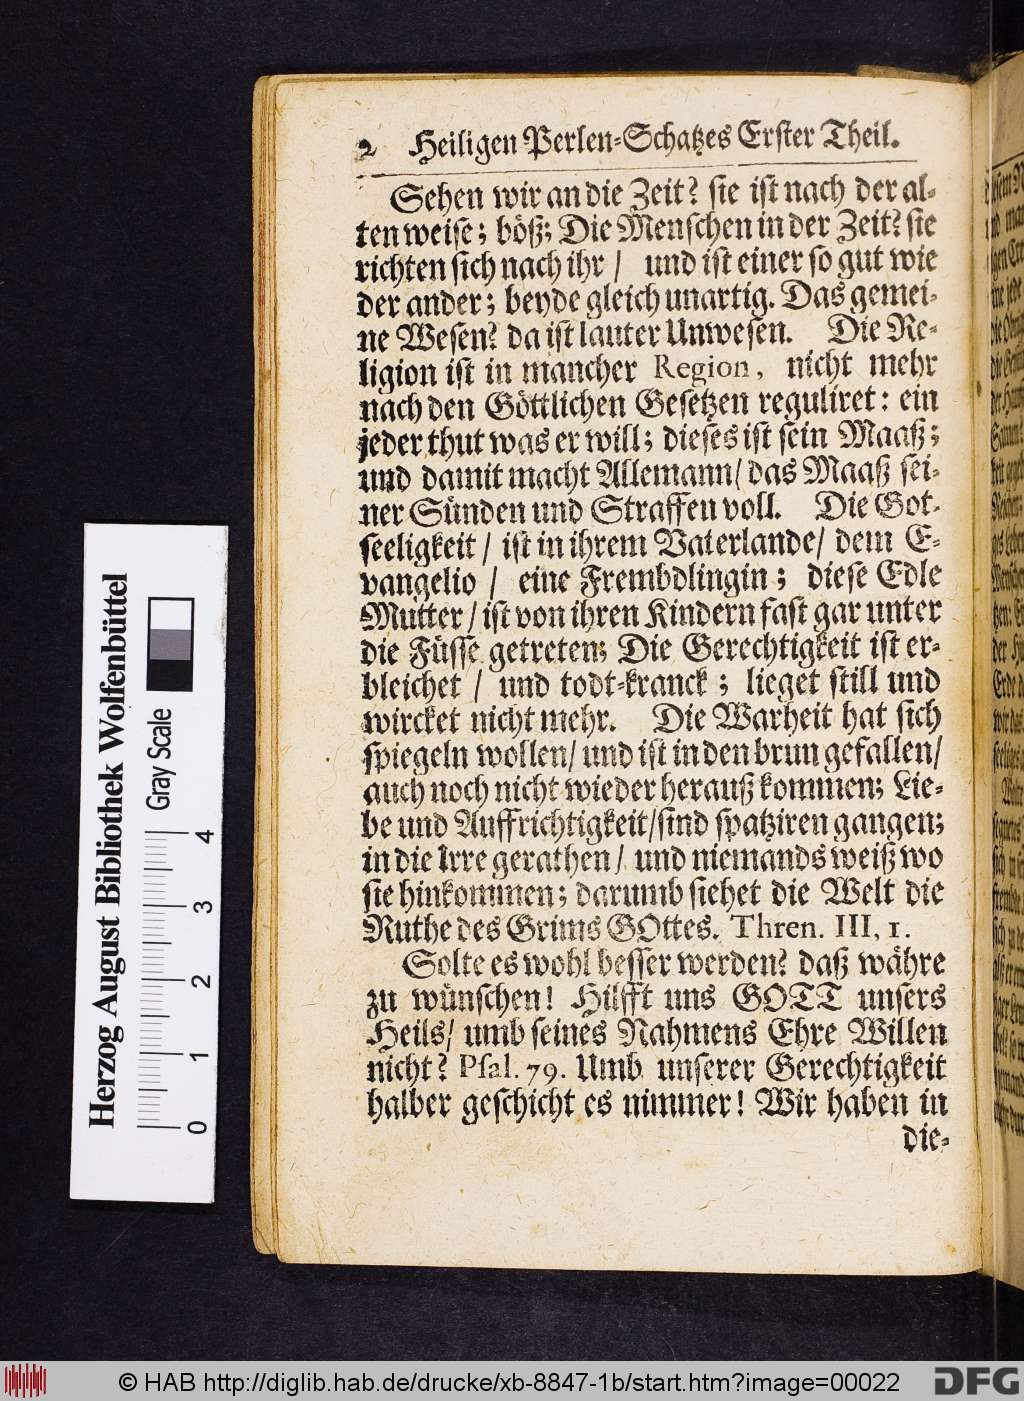 2 Heiligen Perlen-Schatzes Erster Theil.
Sehen wir an die Zeit? sie ist nach der al-
ten weise; böß; Die Menschen in der Zeit? sie
richten sich nach ihr / und ist einer so gut wie
der ander; beyde gleich unartig. Das gemei-
ne Wesen? da ist lauter Unwesen. Die Re-
ligion ist in mancher Region, nicht mehr
nach den Göttlichen Gesetzen reguliret: ein
jeder thut was er will; dieses ist sein Maaß;
und damit macht Allemann/ das Maaß sei-
ner Sünden und Straffen voll. Die Got-
seeligkeit / ist in ihrem Vaterlande/ dem E-
vangelio / eine Frembdlingin; diese Edle
Mutter / ist von ihren Kindern fast gar unter
die Füsse getreten; Die Gerechtigkeit ist er-
bleichet / und todt-kranck; lieget still und
wircket nicht mehr. Die Warheit hat sich
spiegeln wollen/ und ist in den brun gefallen/
auch noch nicht wieder herauß kommen; Lie-
be und Auffrichtigkeit/sind spatziren gangen;
in die Irre gerathen / und niemands weiß wo
sie hinkommen; darumb siehet die Welt die
Ruthe des Grims GOttes. Thren. III, 1.
Solte es wohl besser werden? daß währe
zu wünschen! Hilfft uns GOTT unsers
Heils/ umb seines Nahmens Ehre Willen
nicht? Psal. 79. Umb unserer Gerechtigkeit
halber geschicht es nimmer! Wir haben in
die-
Herzog August Bibliothek Wolfenbüttel
Gray Scale
0 1 2 3 4
© HAB http://diglib.hab.de/drucke/xb-8847-1b/start.htm?image=00022
DFG